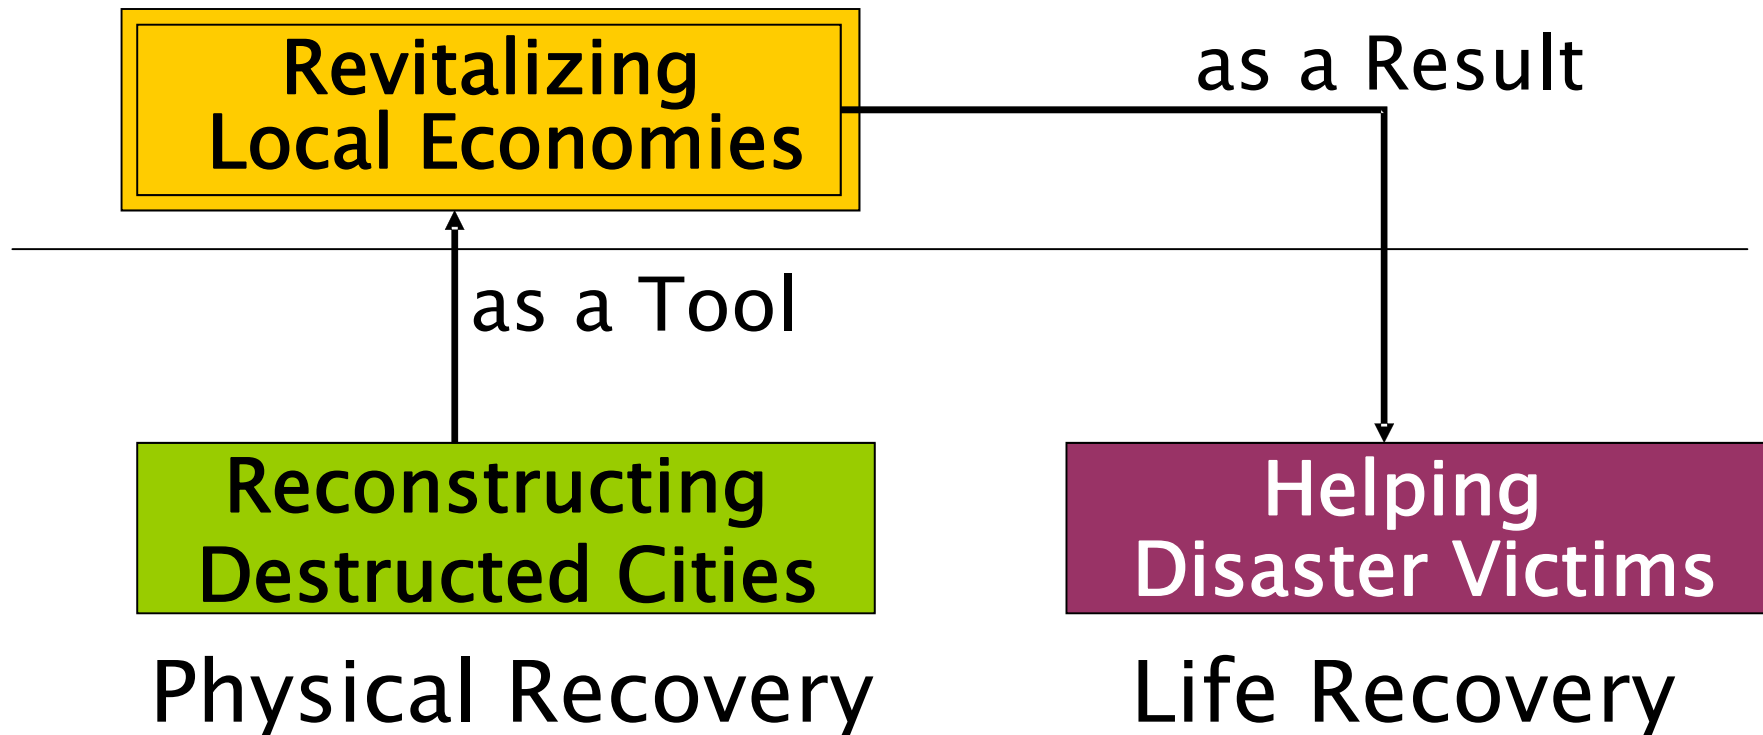 Revitalizing
Local Economies
as a Result
as a Tool
Reconstructing
Destructed Cities
Helping
Disaster Victims
Physical Recovery
Life Recovery